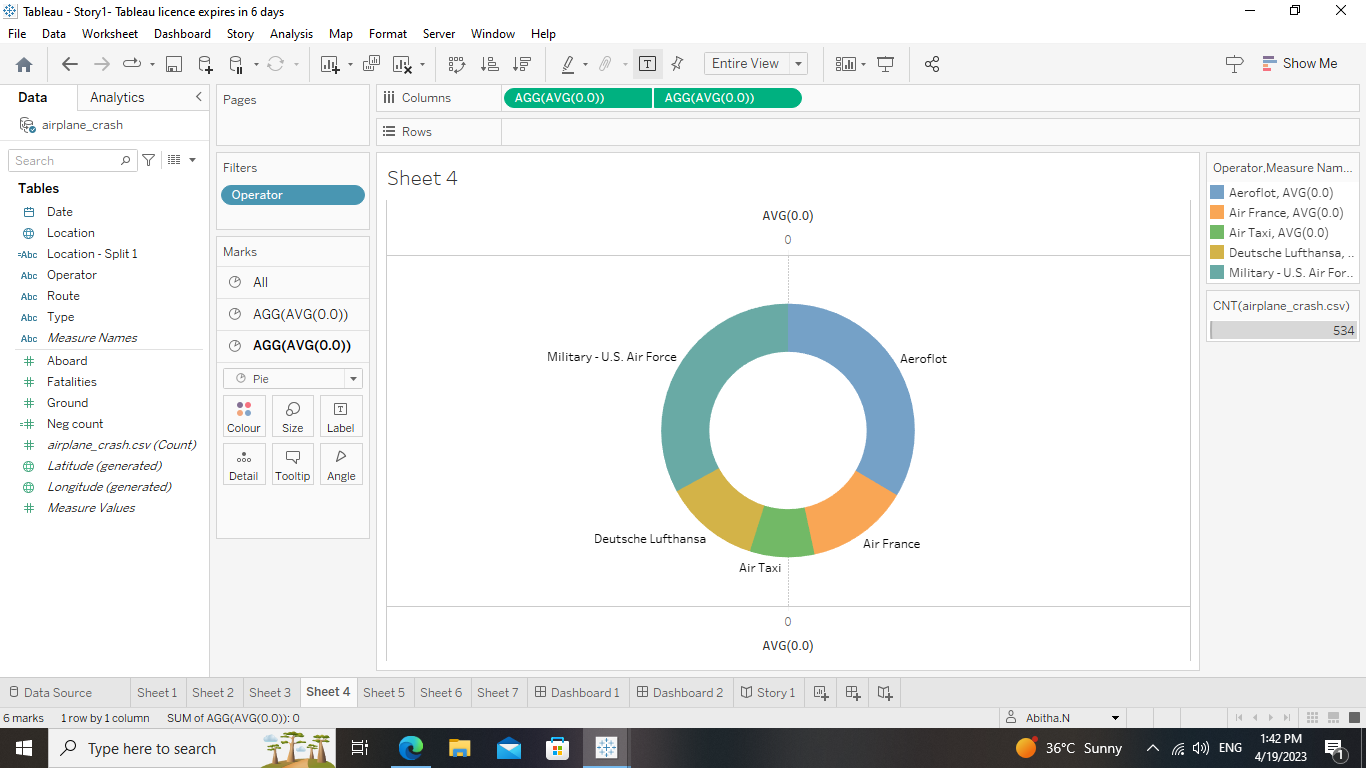 Tableau - Story1- Tableau licence expires in 6 days
File Data Worksheet Dashboard Story Analysis Map Format Server Window Help
Entire View
Show Me
Data Analytics
airplane_crash
Search
Tables
Date
Location
=Abc Location - Split 1
Abc Operator
Abc Route
Abc Type
Abc Measure Names
Aboard
Fatalities
Ground
Neg count
airplane_crash.csv (Count)
Latitude (generated)
Longitude (generated)
Measure Values
Pages
Filters
Operator
Marks
All
AGG(AVG(0.0))
AGG(AVG(0.0))
Pie
Colour Size Label
Detail Tooltip Angle
Columns AGG(AVG(0.0)) AGG(AVG(0.0))
Rows
Sheet 4
AVG(0.0)
0
Military - U.S. Air Force
Aeroflot
Deutsche Lufthansa
Air France
Air Taxi
0
AVG(0.0)
Operator,Measure Nam...
Aeroflot, AVG(0.0)
Air France, AVG(0.0)
Air Taxi, AVG(0.0)
Deutsche Lufthansa, ..
Military - U.S. Air For..
CNT(airplane_crash.csv)
534
Data Source Sheet 1 Sheet 2 Sheet 3 Sheet 4 Sheet 5 Sheet 6 Sheet 7 Dashboard 1 Dashboard 2 Story 1
6 marks 1 row by 1 column SUM of AGG(AVG(0.0)): 0
Abitha.N
Type here to search
36°C Sunny
ENG
1:42 PM
4/19/2023
1